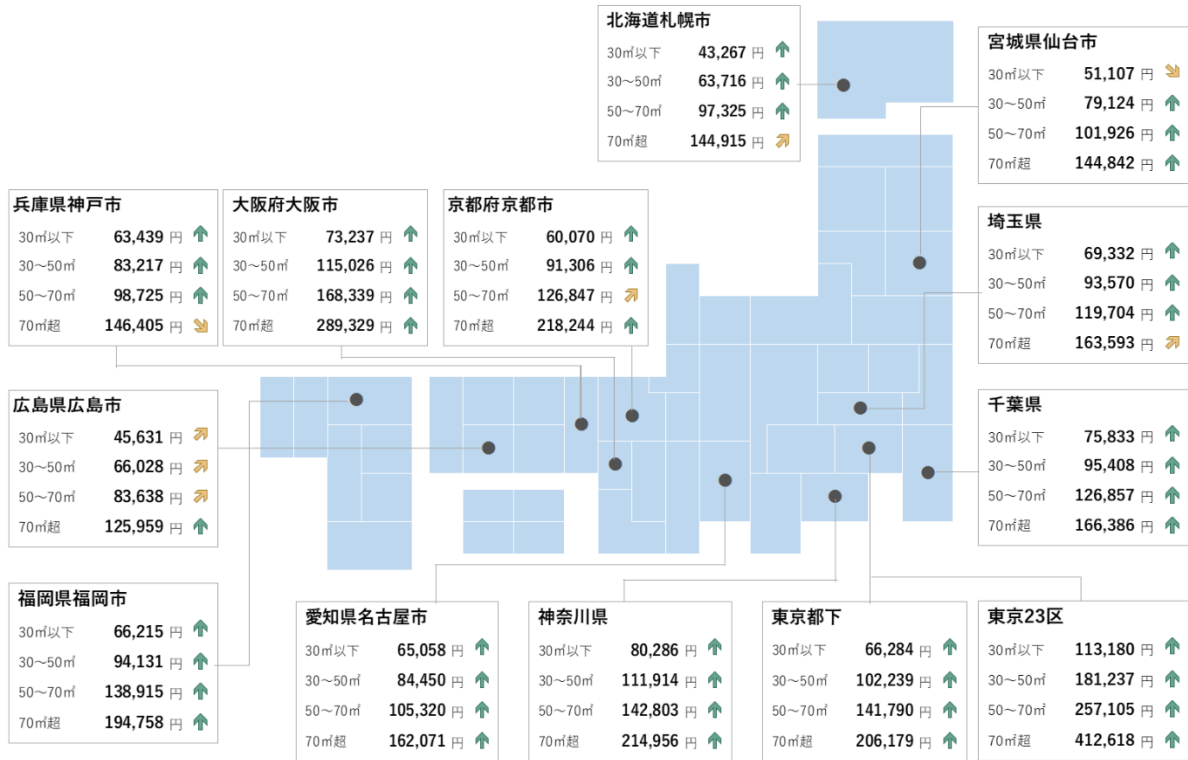 北海道札幌市
30㎡以下 43,267 円
30～50㎡ 63,716 円
50～70㎡ 97,325 円
70㎡超 144,915 円
宮城県仙台市
30㎡以下 51,107 円
30～50㎡ 79,124 円
50～70㎡ 101,926 円
70㎡超 144,842 円
兵庫県神戸市
30㎡以下 63,439 円
30～50㎡ 83,217 円
50～70㎡ 98,725 円
70㎡超 146,405 円
大阪府大阪市
30㎡以下 73,237 円
30～50㎡ 115,026 円
50～70㎡ 168,339 円
70㎡超 289,329 円
京都府京都市
30㎡以下 60,070 円
30～50㎡ 91,306 円
50～70㎡ 126,847 円
70㎡超 218,244 円
埼玉県
30㎡以下 69,332 円
30～50㎡ 93,570 円
50～70㎡ 119,704 円
70㎡超 163,593 円
広島県広島市
30㎡以下 45,631 円
30～50㎡ 66,028 円
50～70㎡ 83,638 円
70㎡超 125,959 円
千葉県
30㎡以下 75,833 円
30～50㎡ 95,408 円
50～70㎡ 126,857 円
70㎡超 166,386 円
福岡県福岡市
30㎡以下 66,215 円
30～50㎡ 94,131 円
50～70㎡ 138,915 円
70㎡超 194,758 円
愛知県名古屋市
30㎡以下 65,058 円
30～50㎡ 84,450 円
50～70㎡ 105,320 円
70㎡超 162,071 円
神奈川県
30㎡以下 80,286 円
30～50㎡ 111,914 円
50～70㎡ 142,803 円
70㎡超 214,956 円
東京都下
30㎡以下 66,284 円
30～50㎡ 102,239 円
50～70㎡ 141,790 円
70㎡超 206,179 円
東京23区
30㎡以下 113,180 円
30～50㎡ 181,237 円
50～70㎡ 257,105 円
70㎡超 412,618 円